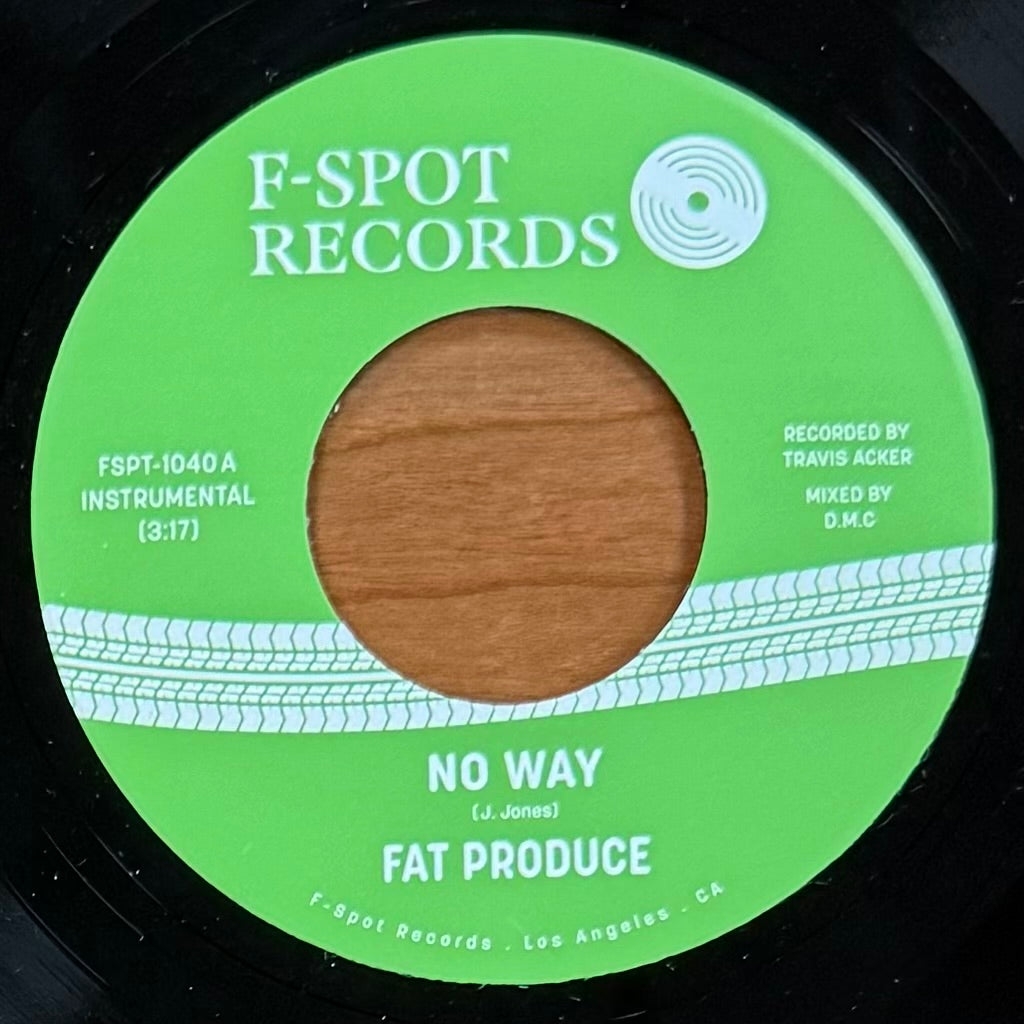 F-SPOT
RECORDS
FSPT-1040 A
INSTRUMENTAL
(3:17)
RECORDED BY
TRAVIS ACKER
MIXED BY
D.M.C
NO WAY
(J. Jones)
FAT PRODUCE
F-Spot Records . Los Angeles . CA